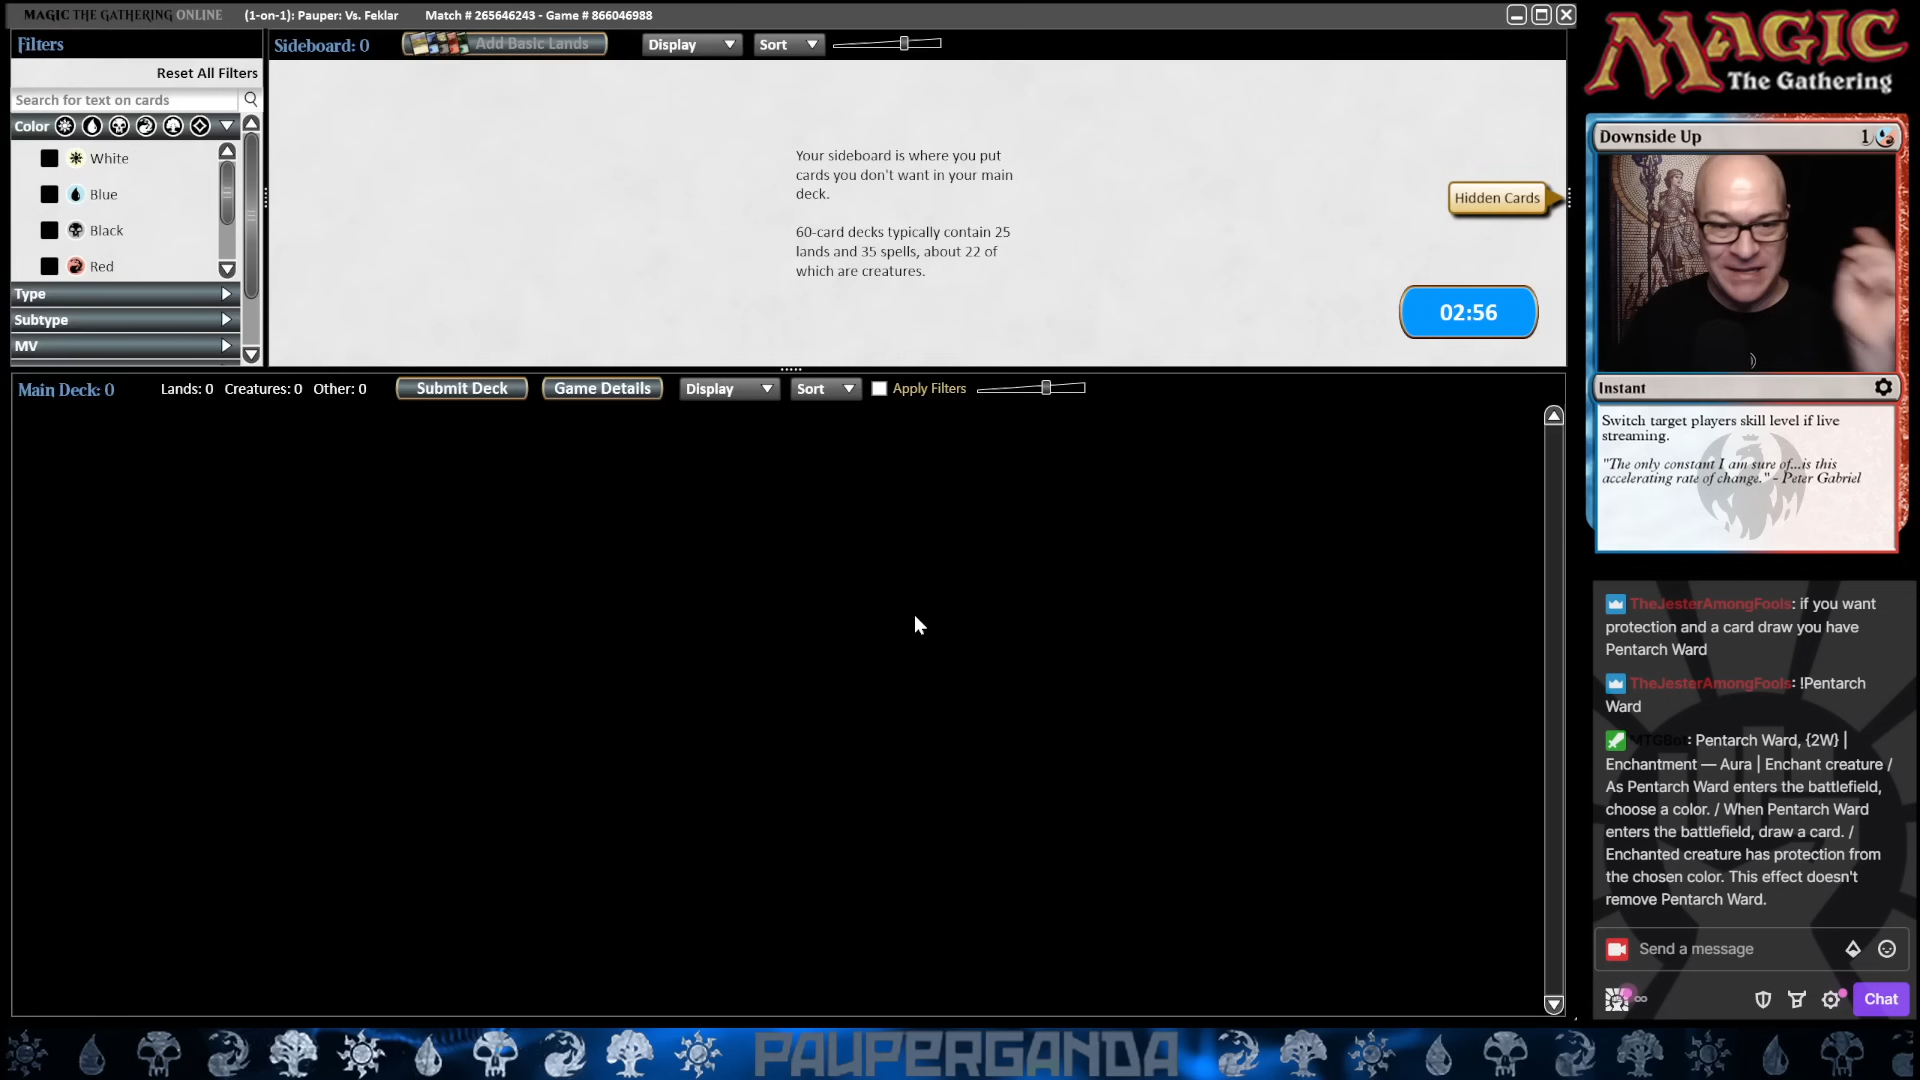 MAGIC THE GATHERING ONLINE (1-on-1): Pauper: Vs. Feklar Match # 265646243 - Game # 866046988
Filters
Sideboard: 0 Add Basic Lands Display Sort
Reset All Filters
Search for text on cards
Color
White
Blue
Black
Red
Type
Subtype
MV
Your sideboard is where you put
cards you don't want in your main
deck.
60-card decks typically contain 25
lands and 35 spells, about 22 of
which are creatures.
Hidden Cards
02:56
Main Deck: 0 Lands: 0 Creatures: 0 Other: 0 Submit Deck Game Details Display Sort Apply Filters
MAGIC
The Gathering
Downside Up 1
Instant
Switch target players skill level if live
streaming.
"The only constant I am sure of...is this
accelerating rate of change." - Peter Gabriel
TheJesterAmongFools: if you want
protection and a card draw you have
Pentarch Ward
TheJesterAmongFools: !Pentarch
Ward
MTGBot: Pentarch Ward, {2W} |
Enchantment — Aura | Enchant creature /
As Pentarch Ward enters the battlefield,
choose a color. / When Pentarch Ward
enters the battlefield, draw a card. /
Enchanted creature has protection from
the chosen color. This effect doesn't
remove Pentarch Ward.
Send a message
∞ Chat
PAUPERGANDA